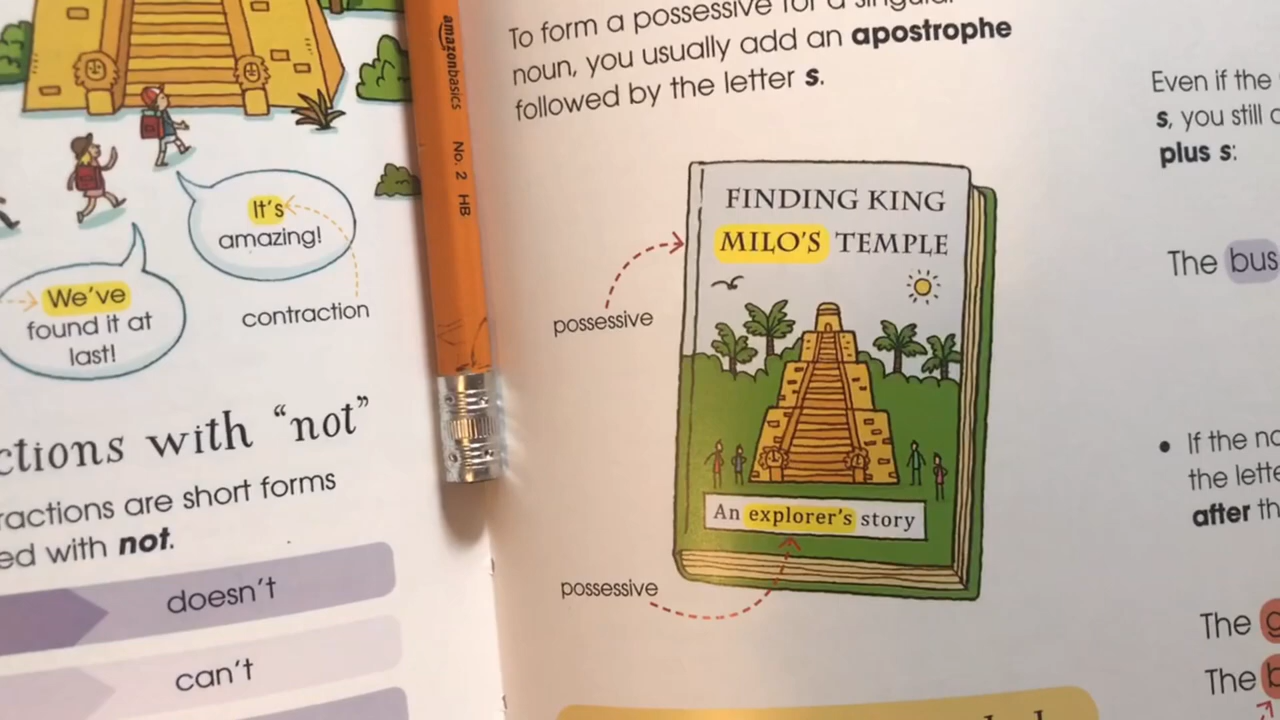 It's
amazing!
We've
found it at
last!
contraction
ctions with "not"
ractions are short forms
ed with not.
doesn't
can't
amazonbasics No. 2 HB
To form a possessive for a singular
noun, you usually add an apostrophe
followed by the letter s.
FINDING KING
MILO'S TEMPLE
possessive
An explorer's story
possessive
Even if the
s, you still
plus s:
The bus
If the
the
after
The
The